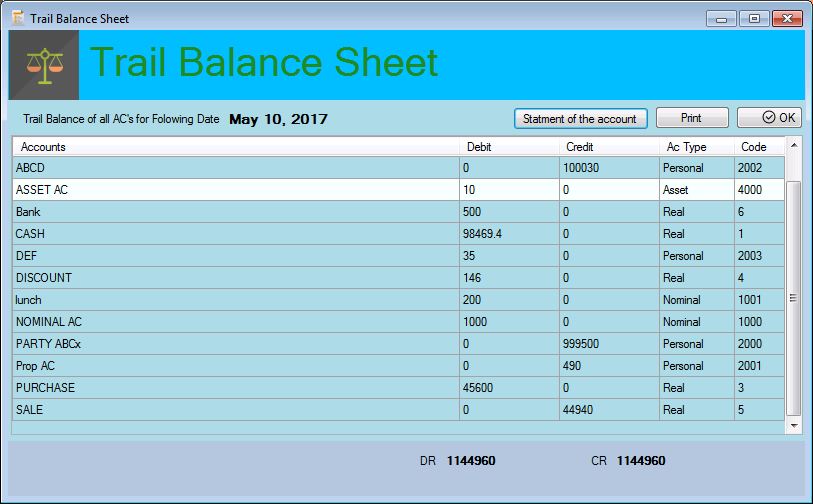 Trail Balance Sheet
Trail Balance Sheet
Trail Balance of all AC's for Folowing Date May 10, 2017 Statment of the account Print OK
Accounts Debit Credit Ac Type Code
ABCD 0 100030 Personal 2002
ASSET AC 10 0 Asset 4000
Bank 500 0 Real 6
CASH 98469.4 0 Real 1
DEF 35 0 Personal 2003
DISCOUNT 146 0 Real 4
lunch 200 0 Nominal 1001
NOMINAL AC 1000 0 Nominal 1000
PARTY ABCx 0 999500 Personal 2000
Prop AC 0 490 Personal 2001
PURCHASE 45600 0 Real 3
SALE 0 44940 Real 5
DR 1144960 CR 1144960